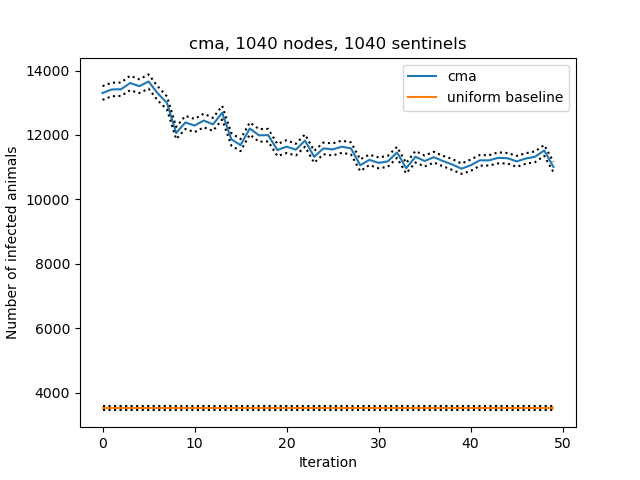 cma, 1040 nodes, 1040 sentinels
cma
uniform baseline
Number of infected animals
14000
12000
10000
8000
6000
4000
0 10 20 30 40 50
Iteration